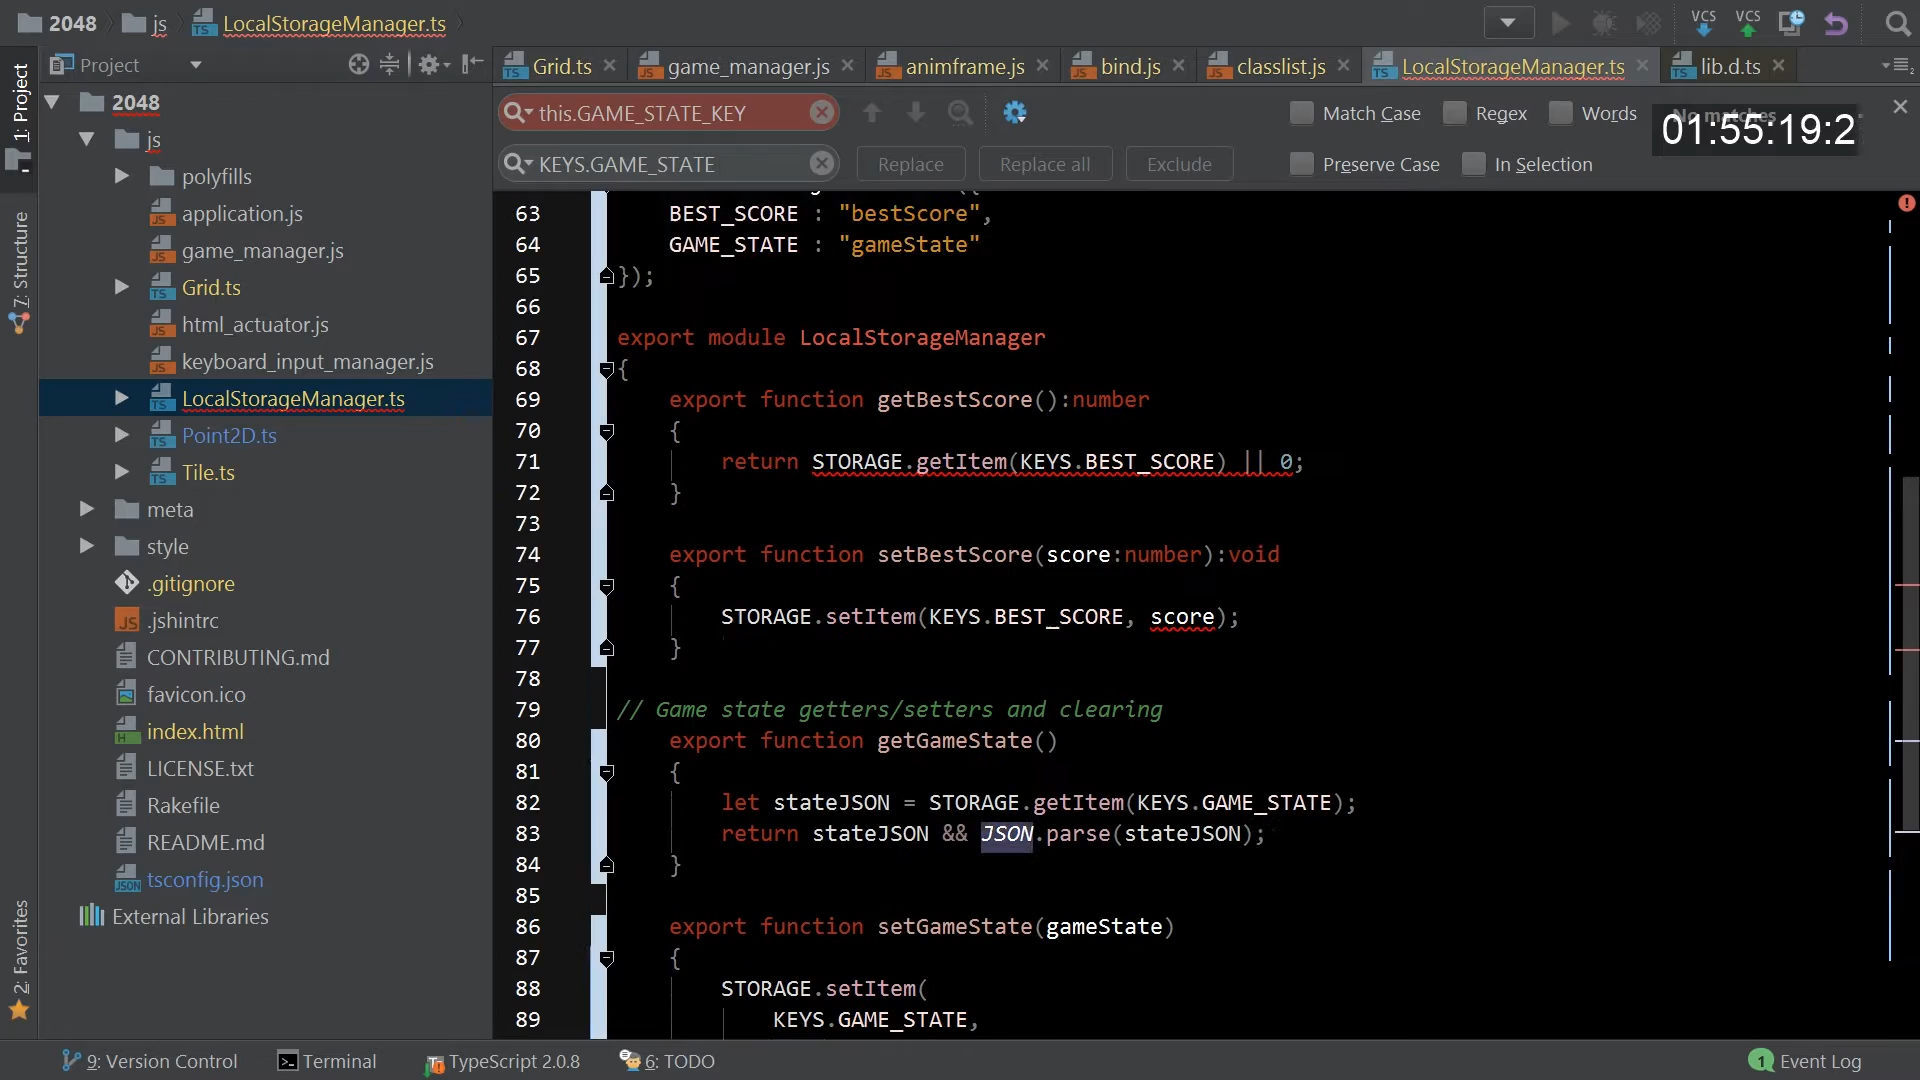 2048
js
LocalStorageManager.ts
VCS
VCS
1: Project
7: Structure
2: Favorites
Project
2048
js
polyfills
application.js
game_manager.js
Grid.ts
html_actuator.js
keyboard_input_manager.js
LocalStorageManager.ts
Point2D.ts
Tile.ts
meta
style
.gitignore
.jshintrc
CONTRIBUTING.md
favicon.ico
index.html
LICENSE.txt
Rakefile
README.md
tsconfig.json
External Libraries
Grid.ts
game_manager.js
animframe.js
bind.js
classlist.js
LocalStorageManager.ts
lib.d.ts
this.GAME_STATE_KEY
Match Case
Regex
Words
No matches
01:55:19:2
KEYS.GAME_STATE
Replace
Replace all
Exclude
Preserve Case
In Selection
63 BEST_SCORE : "bestScore",
64 GAME_STATE : "gameState"
65 });
66
67 export module LocalStorageManager
68 {
69 export function getBestScore():number
70 {
71 return STORAGE.getItem(KEYS.BEST_SCORE) || 0;
72 }
73
74 export function setBestScore(score:number):void
75 {
76 STORAGE.setItem(KEYS.BEST_SCORE, score);
77 }
78
79 // Game state getters/setters and clearing
80 export function getGameState()
81 {
82 let stateJSON = STORAGE.getItem(KEYS.GAME_STATE);
83 return stateJSON && JSON.parse(stateJSON);
84 }
85
86 export function setGameState(gameState)
87 {
88 STORAGE.setItem(
89 KEYS.GAME_STATE,
9: Version Control
Terminal
TypeScript 2.0.8
6: TODO
1 Event Log